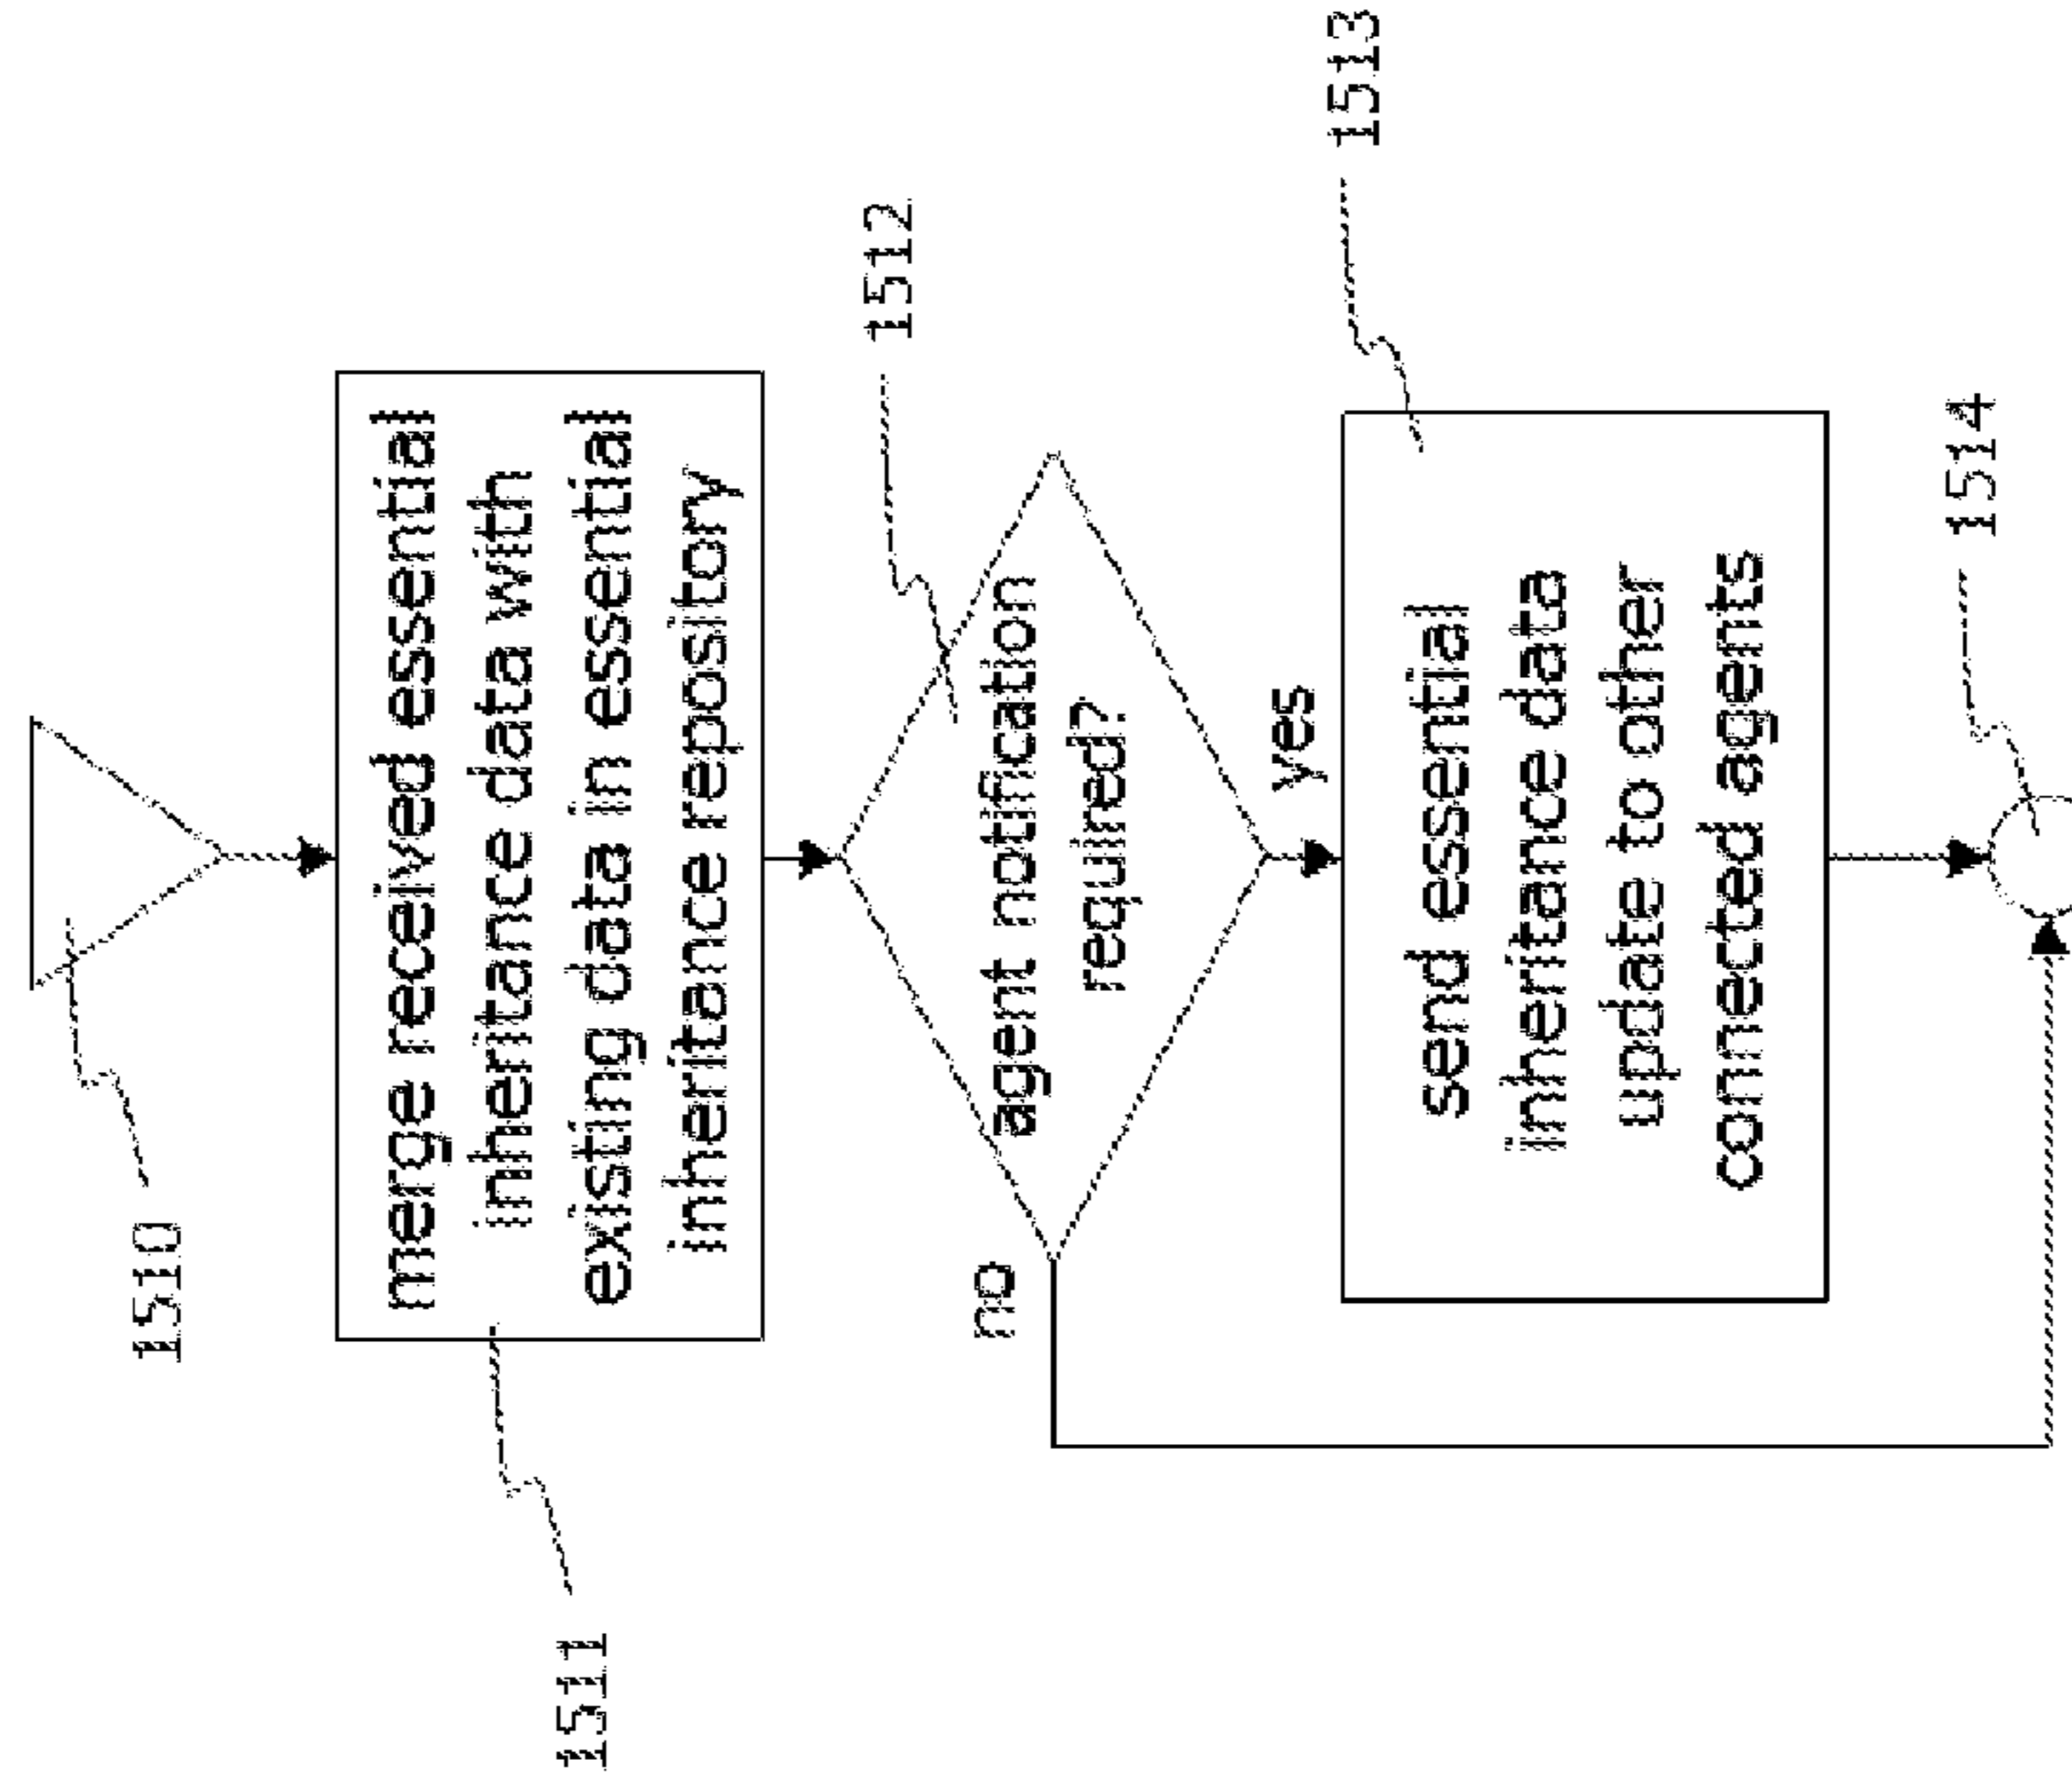 1510
merge received essential
inheritance data with
existing data in essential
inheritance repository
1511
1512
agent notification
required?
no
yes
1513
send essential
inheritance data
update to other
connected agents
1514